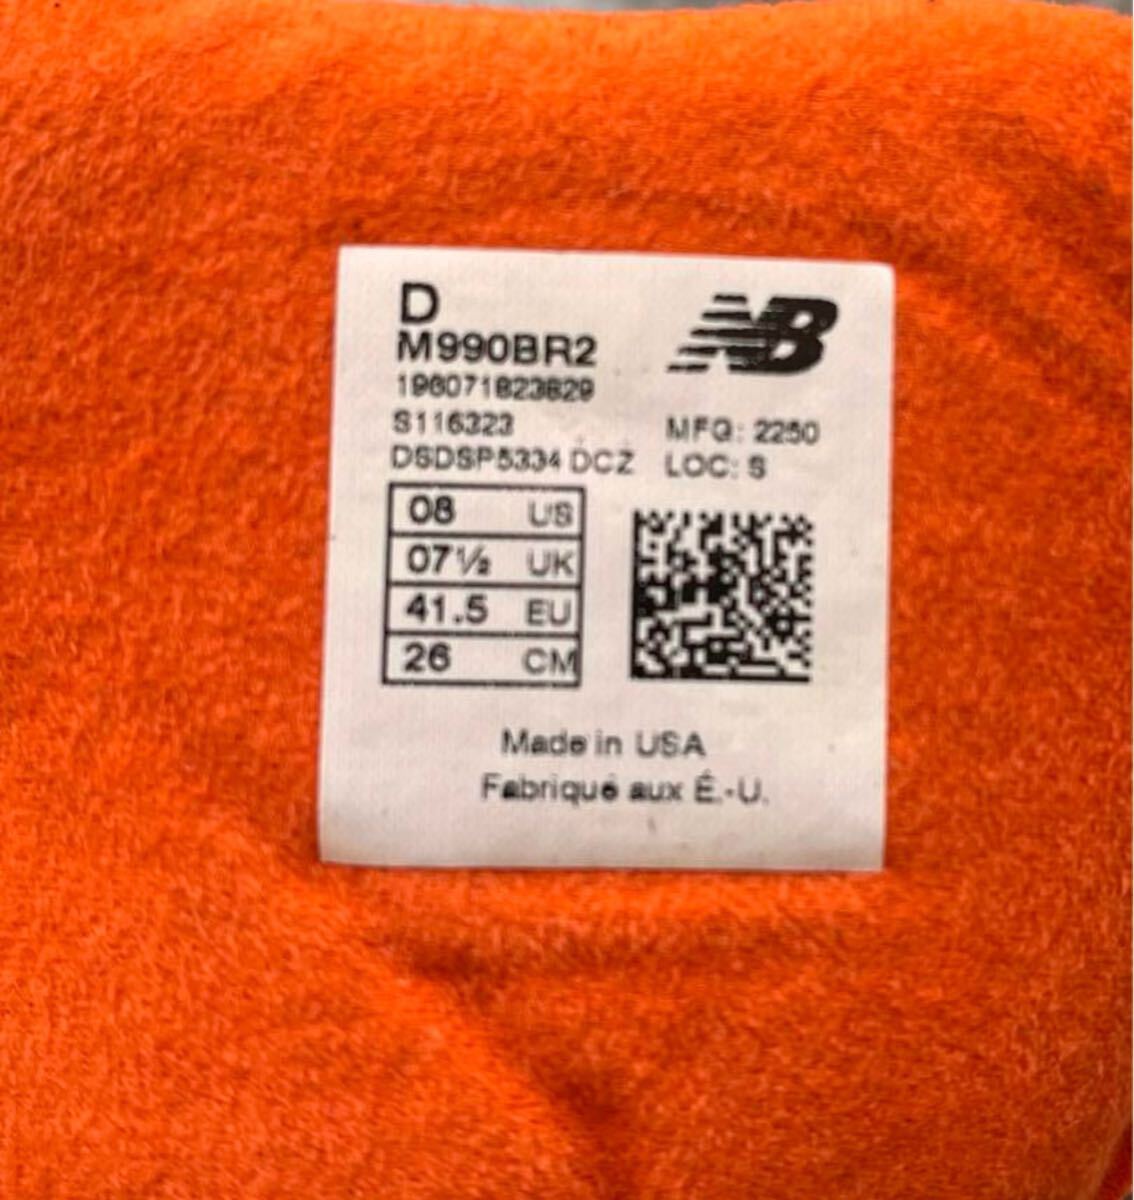 D
NB
M990BR2
196071823829
S116323
MFG: 2250
DSDSP5334 DCZ
LOC: S
08 US
07½ UK
41.5 EU
26 CM
Made in USA
Fabriqué aux É.-U.